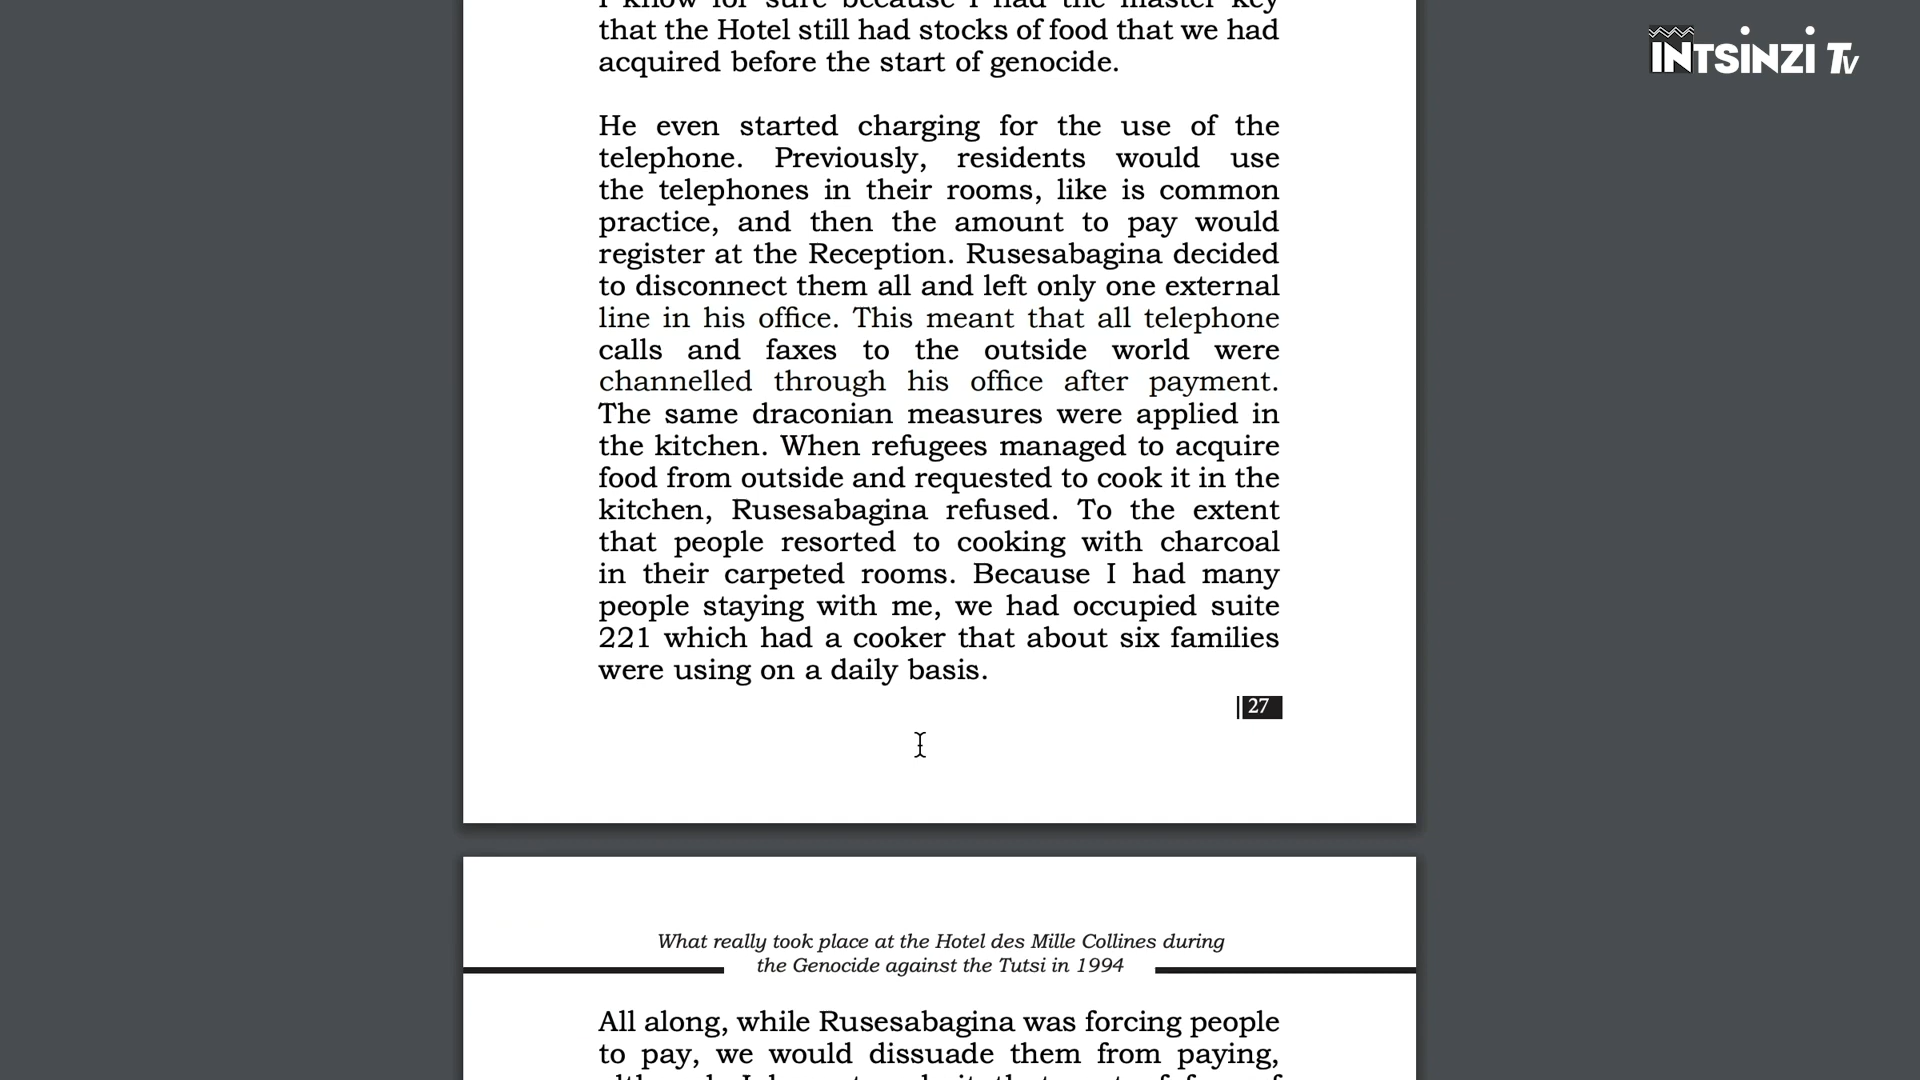 I know for sure because I had the master key
that the Hotel still had stocks of food that we had
acquired before the start of genocide.
He even started charging for the use of the
telephone. Previously, residents would use
the telephones in their rooms, like is common
practice, and then the amount to pay would
register at the Reception. Rusesabagina decided
to disconnect them all and left only one external
line in his office. This meant that all telephone
calls and faxes to the outside world were
channelled through his office after payment.
The same draconian measures were applied in
the kitchen. When refugees managed to acquire
food from outside and requested to cook it in the
kitchen, Rusesabagina refused. To the extent
that people resorted to cooking with charcoal
in their carpeted rooms. Because I had many
people staying with me, we had occupied suite
221 which had a cooker that about six families
were using on a daily basis.
27
What really took place at the Hotel des Mille Collines during
the Genocide against the Tutsi in 1994
All along, while Rusesabagina was forcing people
to pay, we would dissuade them from paying,
INTSINZI TV